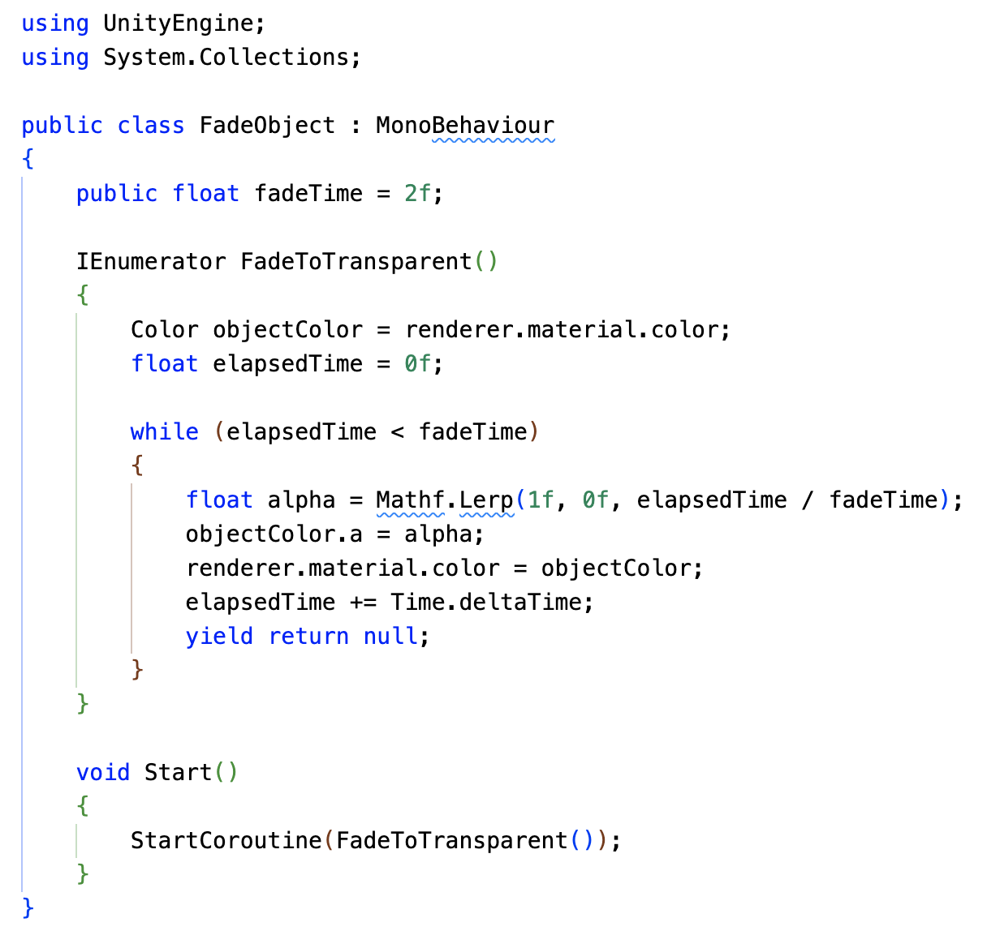 using UnityEngine;
using System.Collections;

public class FadeObject : MonoBehaviour
{
    public float fadeTime = 2f;

    IEnumerator FadeToTransparent()
    {
        Color objectColor = renderer.material.color;
        float elapsedTime = 0f;

        while (elapsedTime < fadeTime)
        {
            float alpha = Mathf.Lerp(1f, 0f, elapsedTime / fadeTime);
            objectColor.a = alpha;
            renderer.material.color = objectColor;
            elapsedTime += Time.deltaTime;
            yield return null;
        }
    }

    void Start()
    {
        StartCoroutine(FadeToTransparent());
    }
}